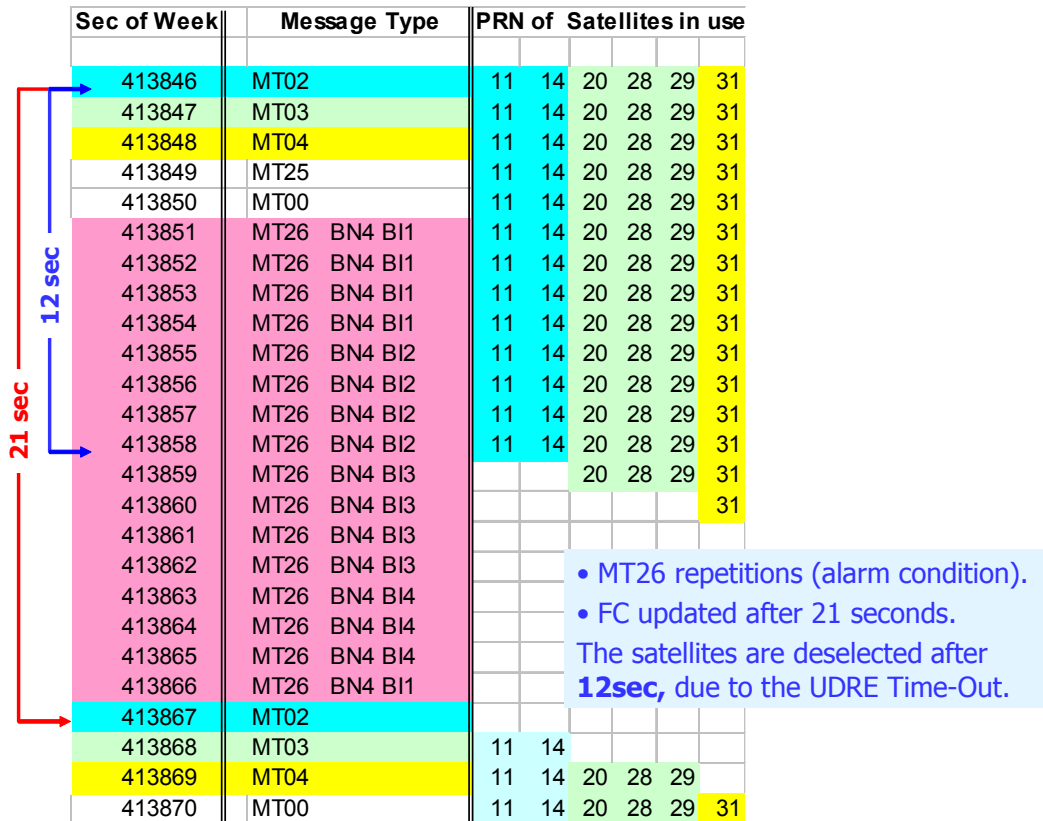 Sec of Week Message Type PRN of Satellites in use
413846 MT02 11 14 20 28 29 31
413847 MT03 11 14 20 28 29 31
413848 MT04 11 14 20 28 29 31
413849 MT25 11 14 20 28 29 31
413850 MT00 11 14 20 28 29 31
413851 MT26 BN4 BI1 11 14 20 28 29 31
413852 MT26 BN4 BI1 11 14 20 28 29 31
413853 MT26 BN4 BI1 11 14 20 28 29 31
413854 MT26 BN4 BI1 11 14 20 28 29 31
413855 MT26 BN4 BI2 11 14 20 28 29 31
413856 MT26 BN4 BI2 11 14 20 28 29 31
413857 MT26 BN4 BI2 11 14 20 28 29 31
413858 MT26 BN4 BI2 11 14 20 28 29 31
413859 MT26 BN4 BI3 20 28 29 31
413860 MT26 BN4 BI3 31
413861 MT26 BN4 BI3
413862 MT26 BN4 BI3
413863 MT26 BN4 BI4
413864 MT26 BN4 BI4
413865 MT26 BN4 BI4
413866 MT26 BN4 BI1
413867 MT02
413868 MT03 11 14
413869 MT04 11 14 20 28 29
413870 MT00 11 14 20 28 29 31
12 sec
21 sec
• MT26 repetitions (alarm condition).
• FC updated after 21 seconds.
The satellites are deselected after
12sec, due to the UDRE Time-Out.